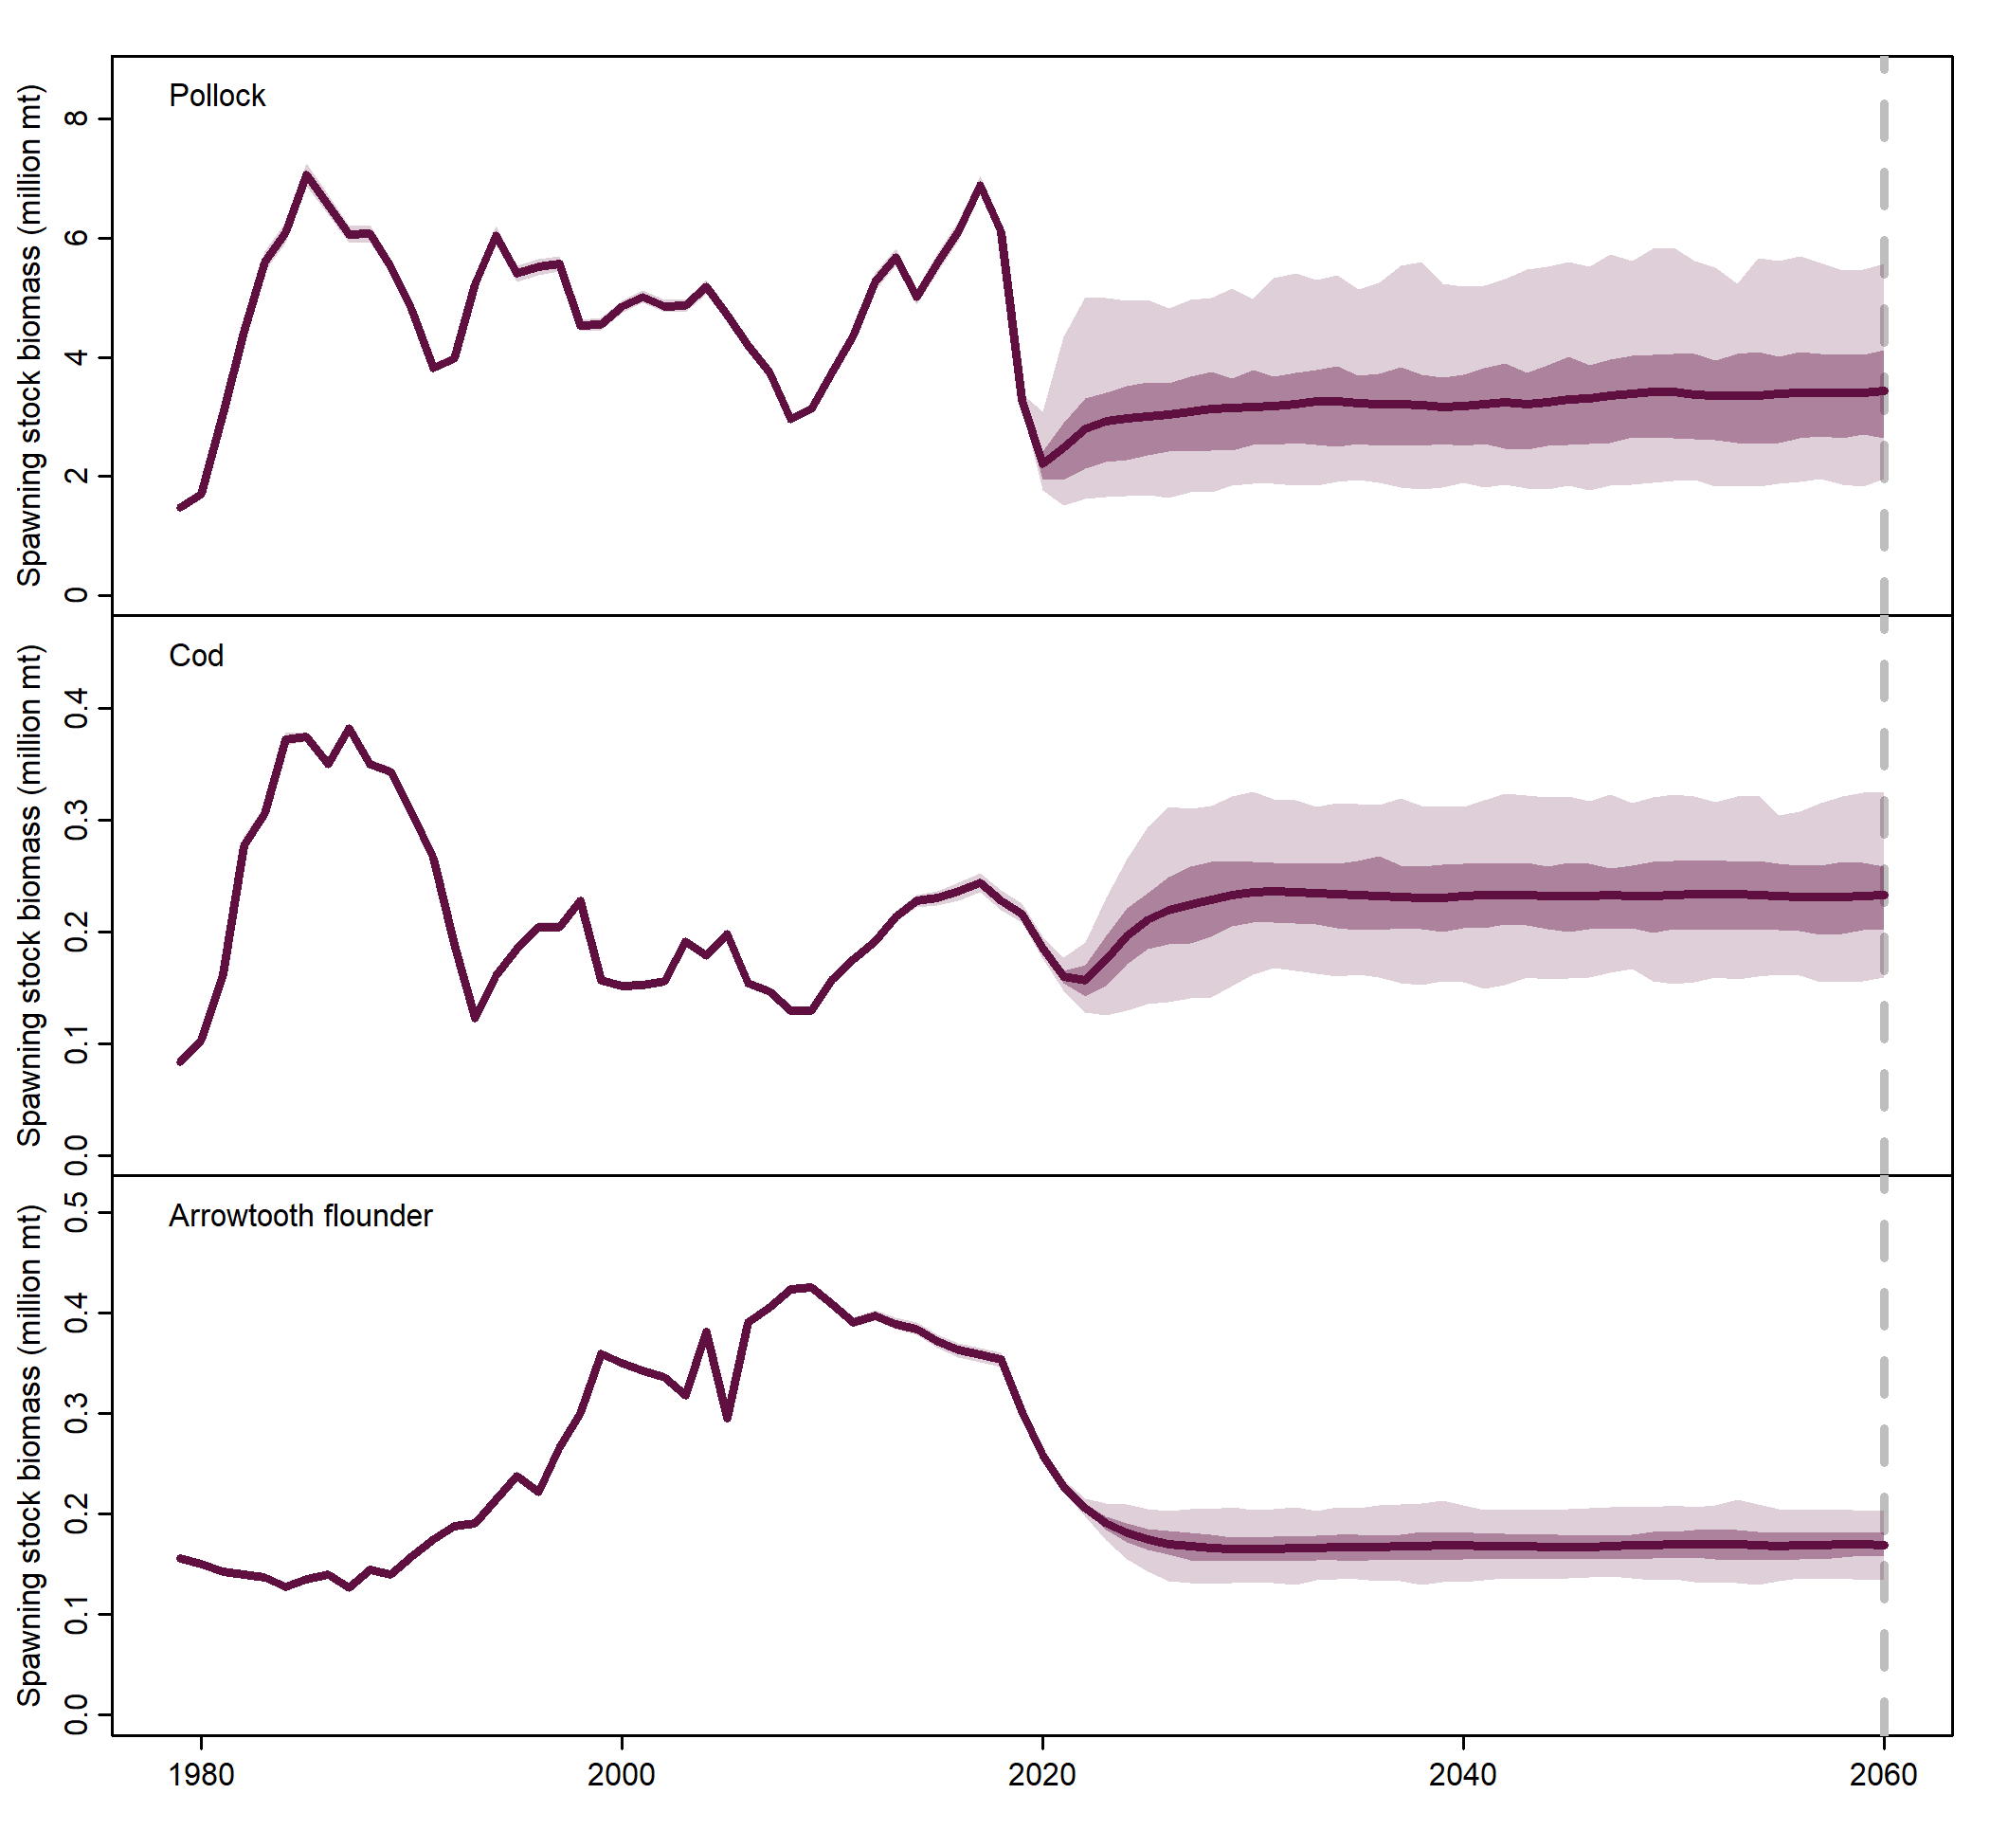 Pollock
Spawning stock biomass (million mt)
8
6
4
2
0
Cod
Spawning stock biomass (million mt)
0.4
0.3
0.2
0.1
0.0
Arrowtooth flounder
Spawning stock biomass (million mt)
0.5
0.4
0.3
0.2
0.1
0.0
1980 2000 2020 2040 2060